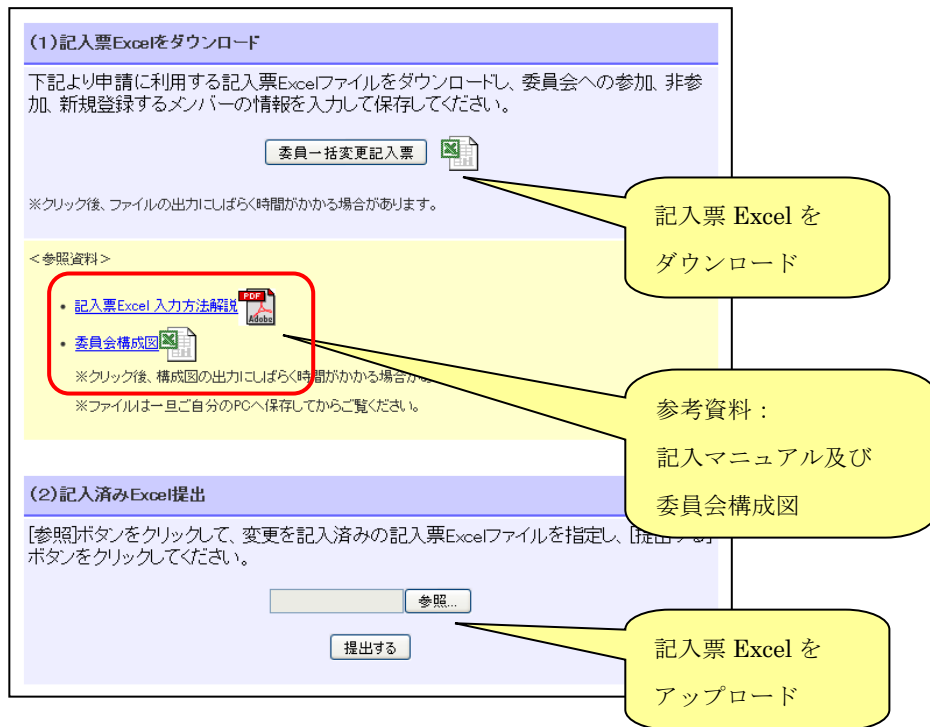 (1)記入票Excelをダウンロード
下記より申請に利用する記入票Excelファイルをダウンロードし、委員会への参加、非参
加、新規登録するメンバーの情報を入力して保存してください。
委員一括変更記入票
※クリック後、ファイルの出力にしばらく時間がかかる場合があります。
記入票 Excel を
ダウンロード
<参照資料>
・ 記入票Excel 入力方法解説
PDF
Adobe
・ 委員会構成図
※クリック後、構成図の出力にしばらく時間がかかる場合が
※ファイルは一旦ご自分のPCへ保存してからご覧ください。
参考資料:
記入マニュアル及び
委員会構成図
(2)記入済みExcel提出
[参照]ボタンをクリックして、変更を記入済みの記入票Excelファイルを指定し、[提出する]
ボタンをクリックしてください。
参照...
提出する
記入票 Excel を
アップロード